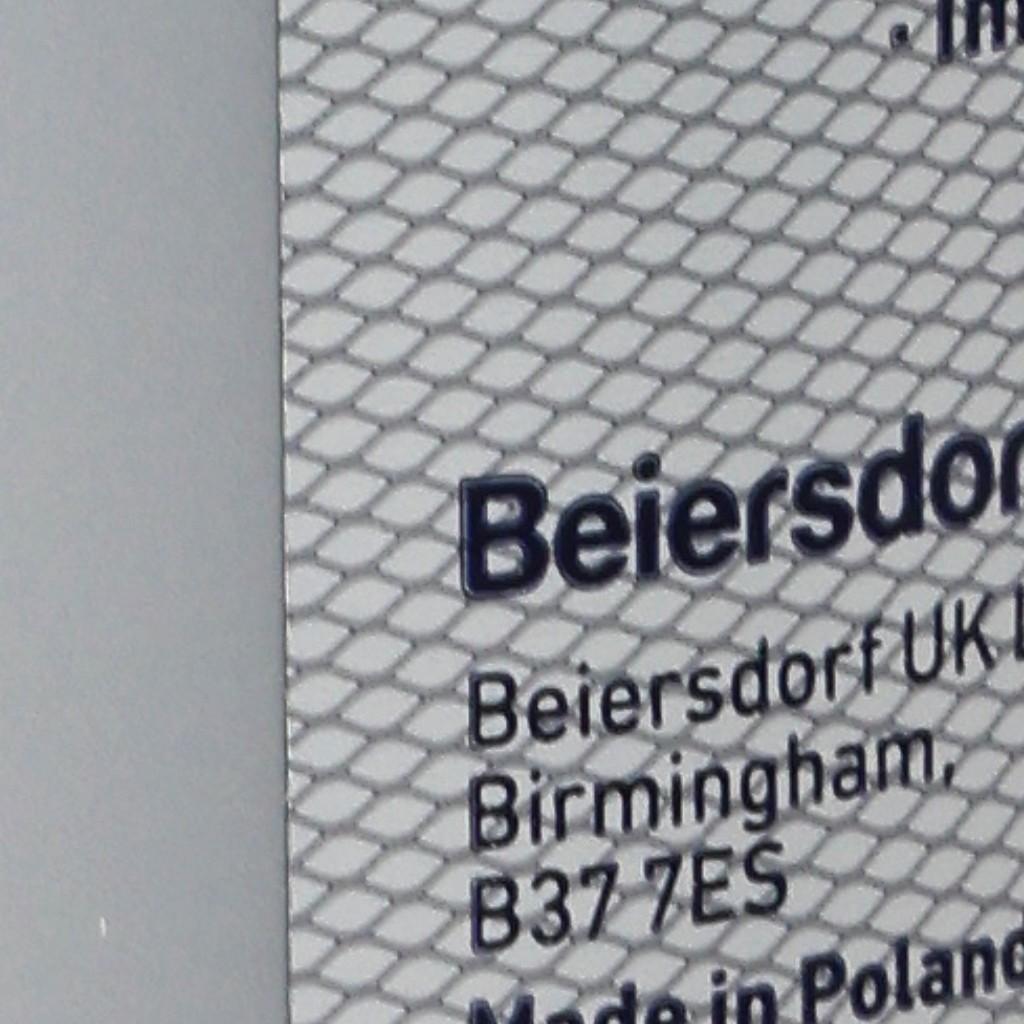 Beiersdor
Beiersdorf UK
Birmingham,
B37 7ES
Made in Poland